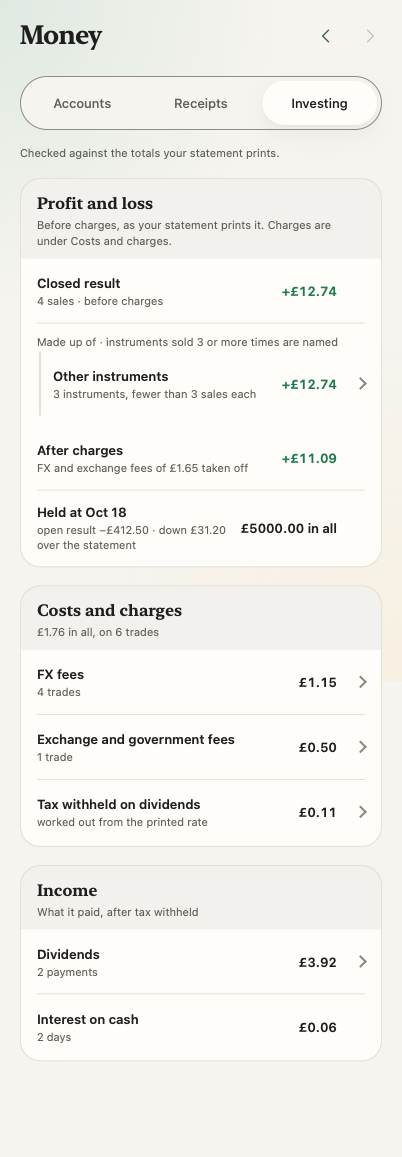 Money
Accounts
Receipts
Investing
Checked against the totals your statement prints.
Profit and loss
Before charges, as your statement prints it. Charges are
under Costs and charges.
Closed result
+£12.74
4 sales · before charges
Made up of · instruments sold 3 or more times are named
Other instruments
+£12.74
3 instruments, fewer than 3 sales each
After charges
+£11.09
FX and exchange fees of £1.65 taken off
Held at Oct 18
open result −£412.50 · down £31.20
over the statement
£5000.00 in all
Costs and charges
£1.76 in all, on 6 trades
FX fees
£1.15
4 trades
Exchange and government fees
£0.50
1 trade
Tax withheld on dividends
£0.11
worked out from the printed rate
Income
What it paid, after tax withheld
Dividends
£3.92
2 payments
Interest on cash
£0.06
2 days